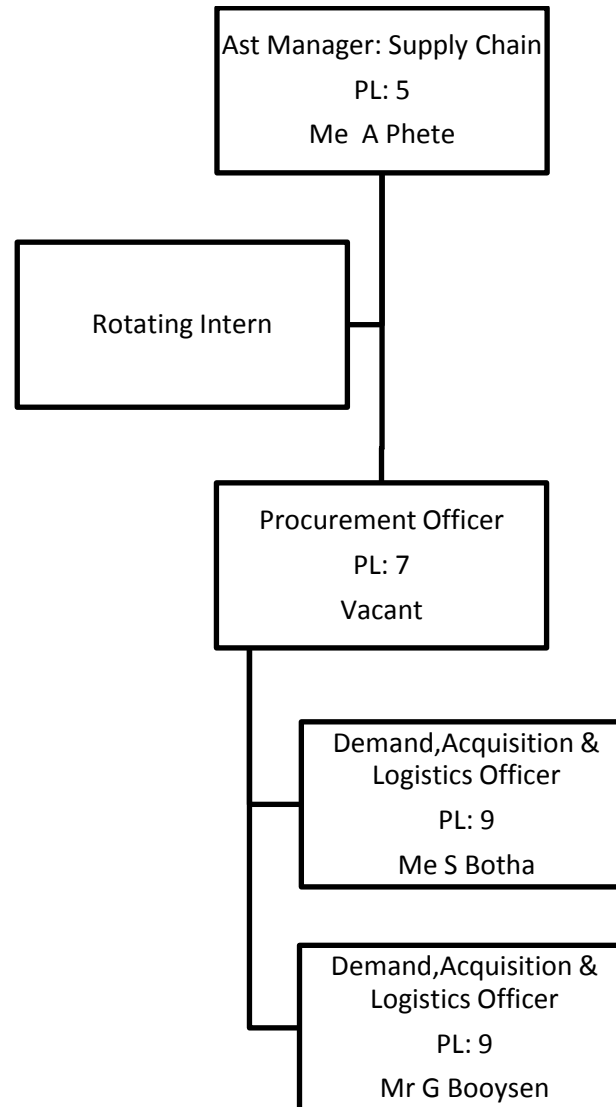 Ast Manager: Supply Chain
PL: 5
Me  A Phete
Rotating Intern
Procurement Officer
PL: 7
Vacant
Demand,Acquisition &
Logistics Officer
PL: 9
Me S Botha
Demand,Acquisition &
Logistics Officer
PL: 9
Mr G Booysen